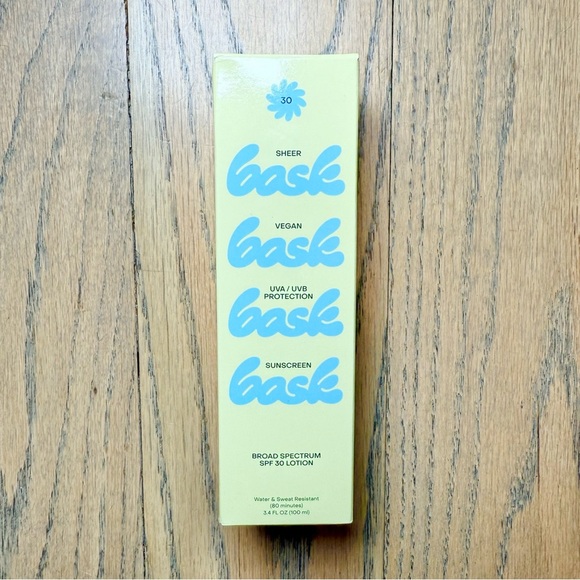 30
SHEER
bask
VEGAN
bask
UVA / UVB
PROTECTION
bask
SUNSCREEN
bask
BROAD SPECTRUM
SPF 30 LOTION
Water & Sweat Resistant
(80 minutes)
3.4 FL OZ (100 ml)